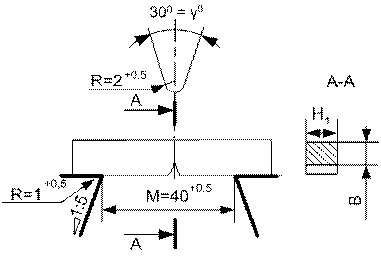 30⁰ = γ⁰
R=2⁺⁰·⁵
A
A-A
H₁
R=1⁺⁰,⁵
M=40⁺⁰·⁵
1:5
B
A